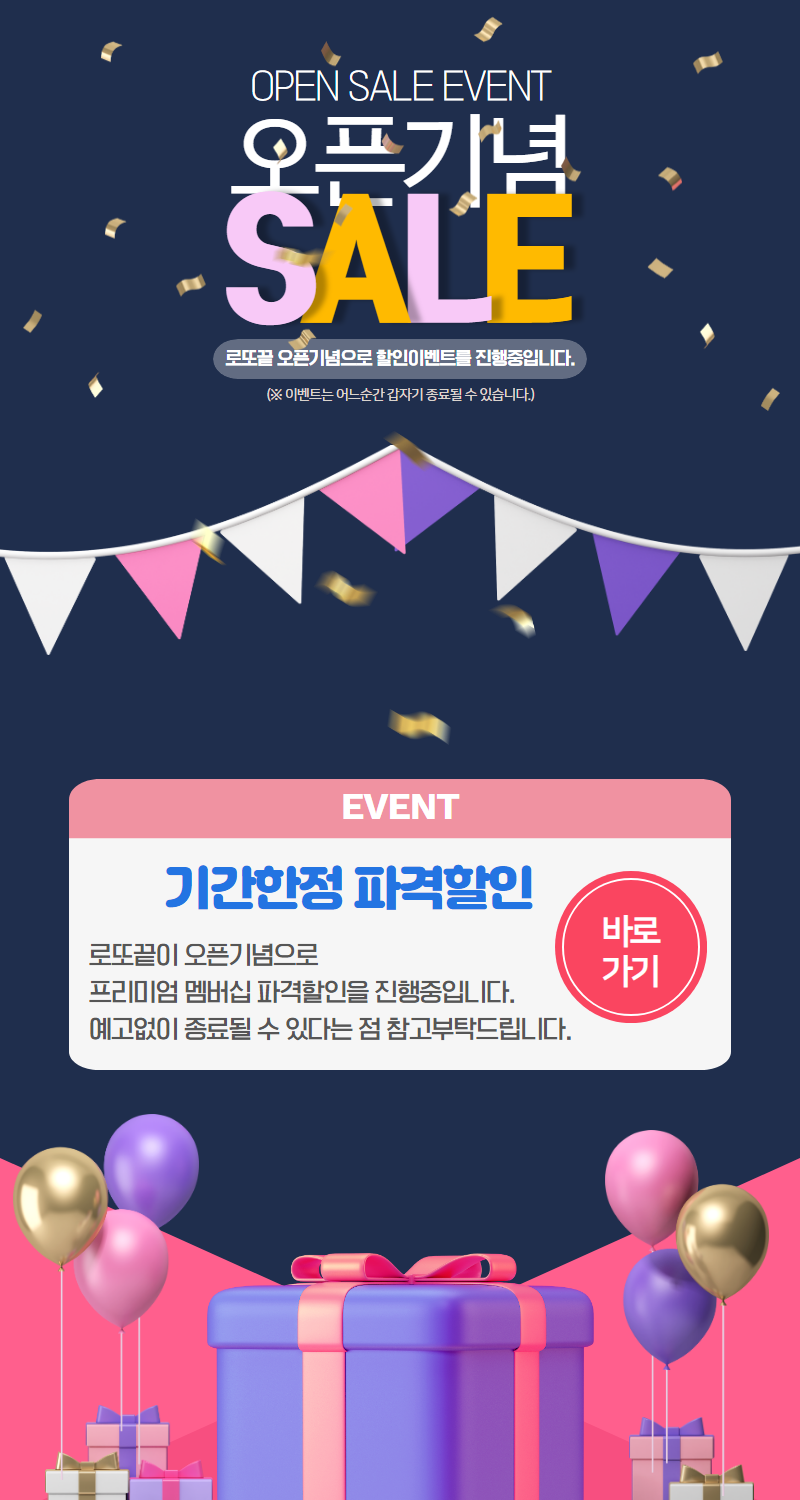 OPEN SALE EVENT
오픈기념
SALE
로또끝 오픈기념으로 할인이벤트를 진행중입니다.
(※ 이벤트는 어느순간 갑자기 종료될 수 있습니다.)
EVENT
기간한정 파격할인
바로
가기
로또끝이 오픈기념으로
프리미엄 멤버십 파격할인을 진행중입니다.
예고없이 종료될 수 있다는 점 참고부탁드립니다.